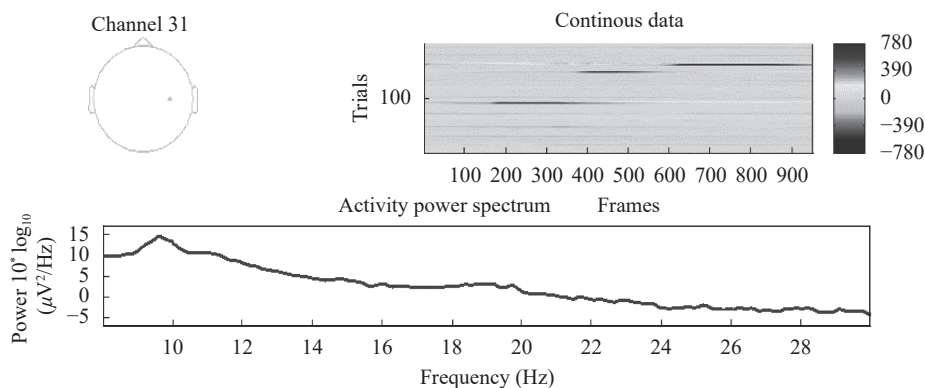 Channel 31
Continous data
Trials
100
780
390
0
−390
−780
100 200 300 400 500 600 700 800 900
Activity power spectrum
Frames
Power 10* log10
(μV²/Hz)
15
10
5
0
−5
10 12 14 16 18 20 22 24 26 28
Frequency (Hz)